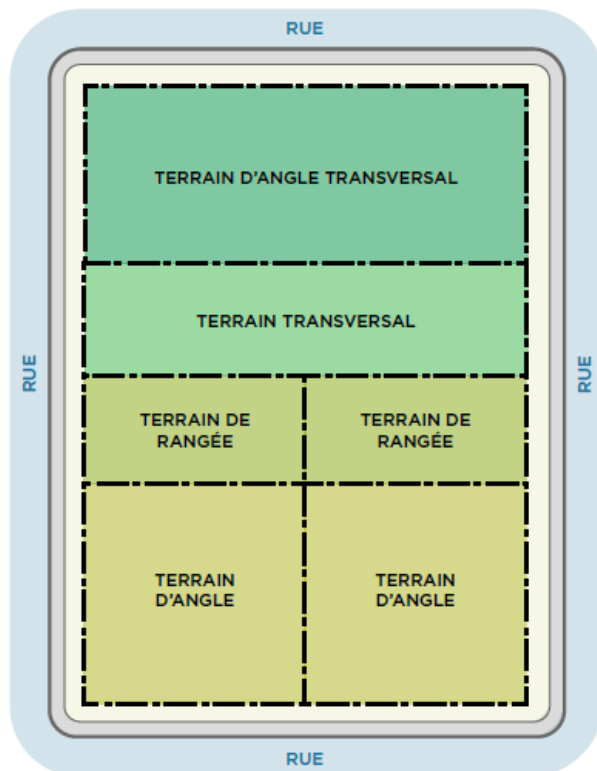 RUE
TERRAIN D'ANGLE TRANSVERSAL
TERRAIN TRANSVERSAL
RUE
RUE
TERRAIN DE
RANGÉE
TERRAIN DE
RANGÉE
TERRAIN
D'ANGLE
TERRAIN
D'ANGLE
RUE